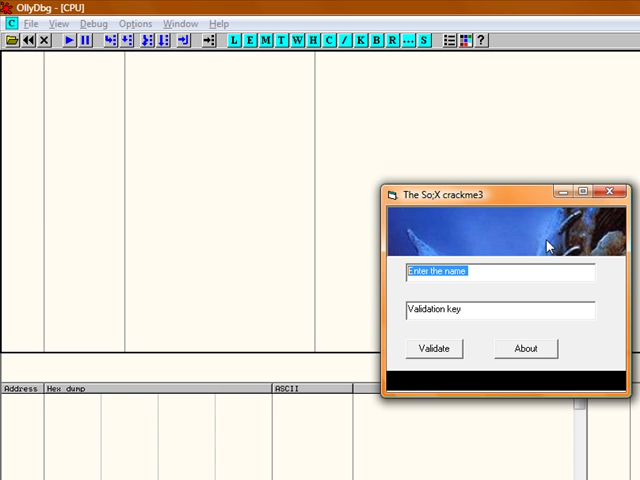 OllyDbg - [CPU]
C File View Debug Options Window Help
L E M T W H C / K B R ... S ?
The So;X crackme3
Enter the name
Validation key
Validate About
Address Hex dump ASCII